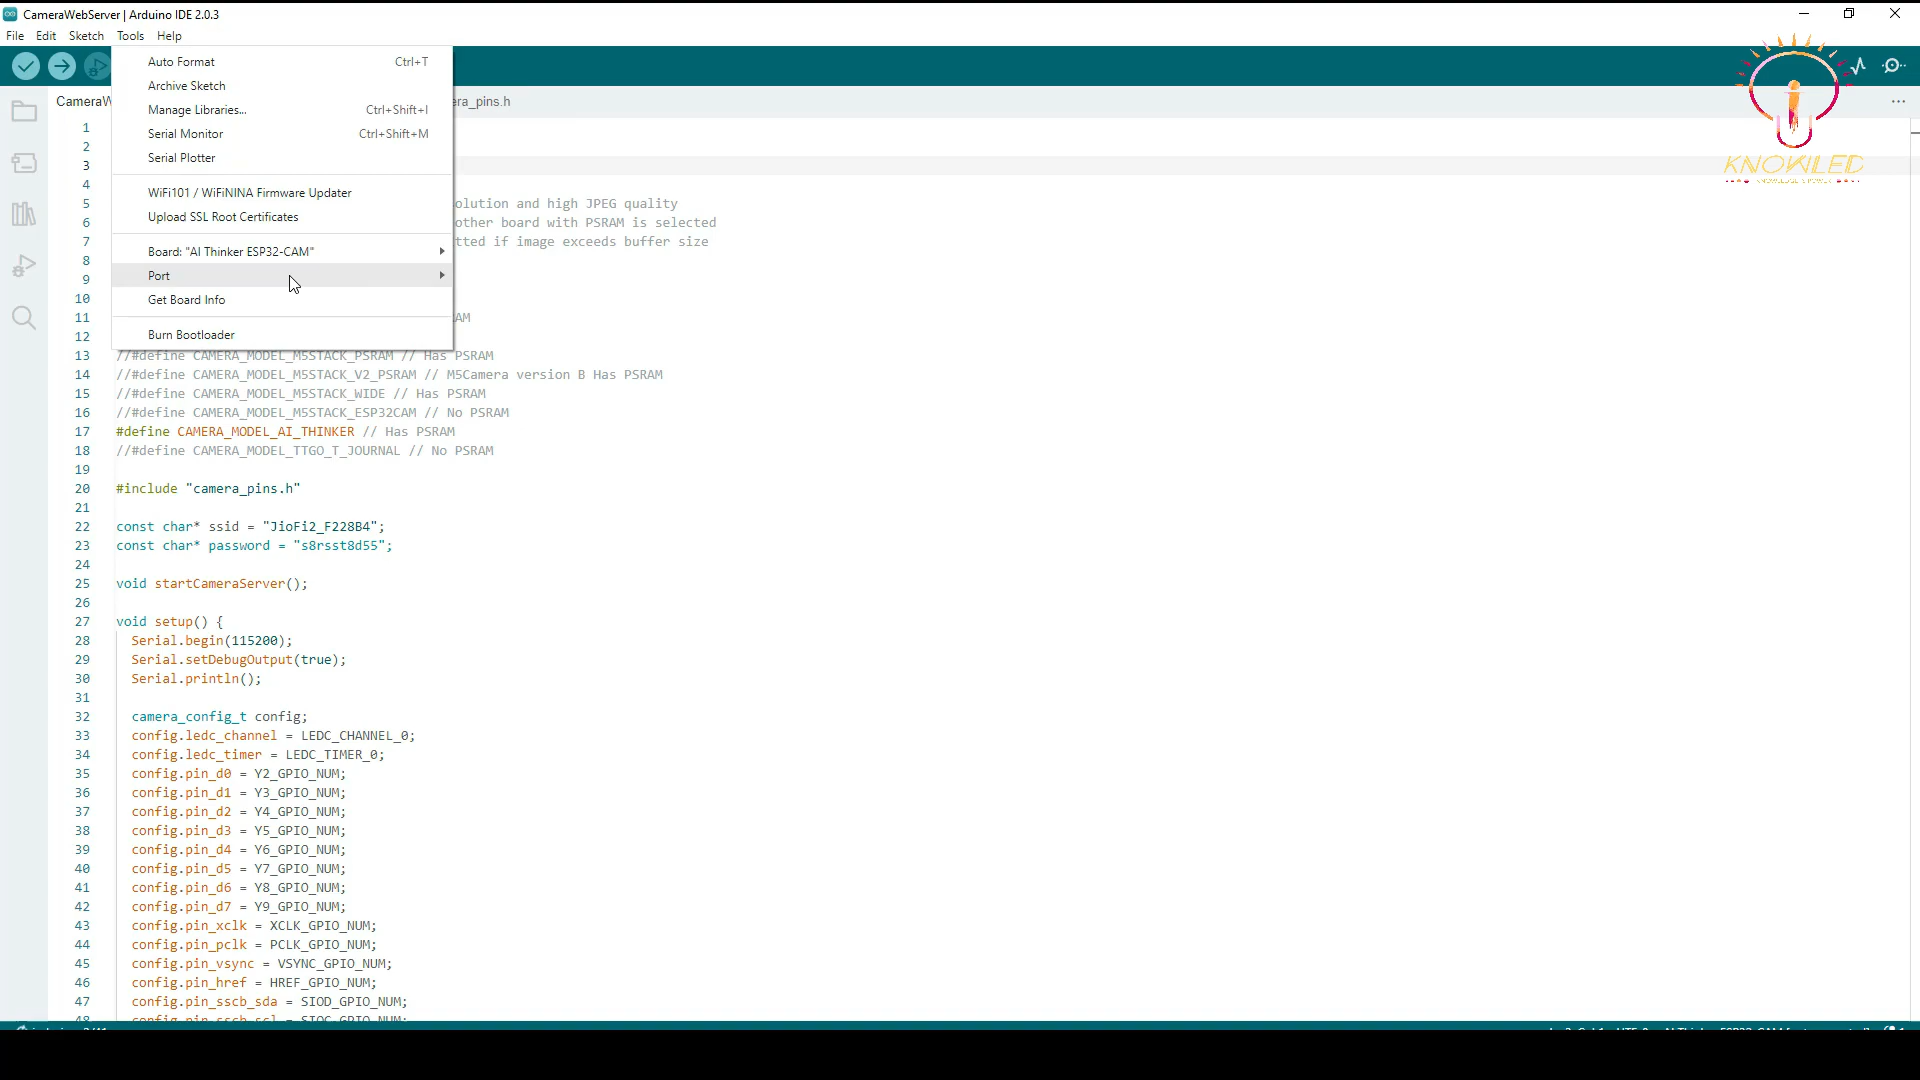 CameraWebServer | Arduino IDE 2.0.3
File Edit Sketch Tools Help
Auto Format Ctrl+T
Archive Sketch
Manage Libraries... Ctrl+Shift+I
Serial Monitor Ctrl+Shift+M
Serial Plotter
WiFi101 / WiFiNINA Firmware Updater
Upload SSL Root Certificates
Board: "AI Thinker ESP32-CAM"
Port
Get Board Info
Burn Bootloader
KNOWLED
CameraW era_pins.h ...
1
2
3
4
5 olution and high JPEG quality
6 other board with PSRAM is selected
7 tted if image exceeds buffer size
8
9
10
11 AM
12
13 //#define CAMERA_MODEL_M5STACK_PSRAM // Has PSRAM
14 //#define CAMERA_MODEL_M5STACK_V2_PSRAM // M5Camera version B Has PSRAM
15 //#define CAMERA_MODEL_M5STACK_WIDE // Has PSRAM
16 //#define CAMERA_MODEL_M5STACK_ESP32CAM // No PSRAM
17 #define CAMERA_MODEL_AI_THINKER // Has PSRAM
18 //#define CAMERA_MODEL_TTGO_T_JOURNAL // No PSRAM
19
20 #include "camera_pins.h"
21
22 const char* ssid = "JioFi2_F228B4";
23 const char* password = "s8rsst8d55";
24
25 void startCameraServer();
26
27 void setup() {
28 Serial.begin(115200);
29 Serial.setDebugOutput(true);
30 Serial.println();
31
32 camera_config_t config;
33 config.ledc_channel = LEDC_CHANNEL_0;
34 config.ledc_timer = LEDC_TIMER_0;
35 config.pin_d0 = Y2_GPIO_NUM;
36 config.pin_d1 = Y3_GPIO_NUM;
37 config.pin_d2 = Y4_GPIO_NUM;
38 config.pin_d3 = Y5_GPIO_NUM;
39 config.pin_d4 = Y6_GPIO_NUM;
40 config.pin_d5 = Y7_GPIO_NUM;
41 config.pin_d6 = Y8_GPIO_NUM;
42 config.pin_d7 = Y9_GPIO_NUM;
43 config.pin_xclk = XCLK_GPIO_NUM;
44 config.pin_pclk = PCLK_GPIO_NUM;
45 config.pin_vsync = VSYNC_GPIO_NUM;
46 config.pin_href = HREF_GPIO_NUM;
47 config.pin_sscb_sda = SIOD_GPIO_NUM;
48 config.pin_sscb_scl = SIOC_GPIO_NUM;